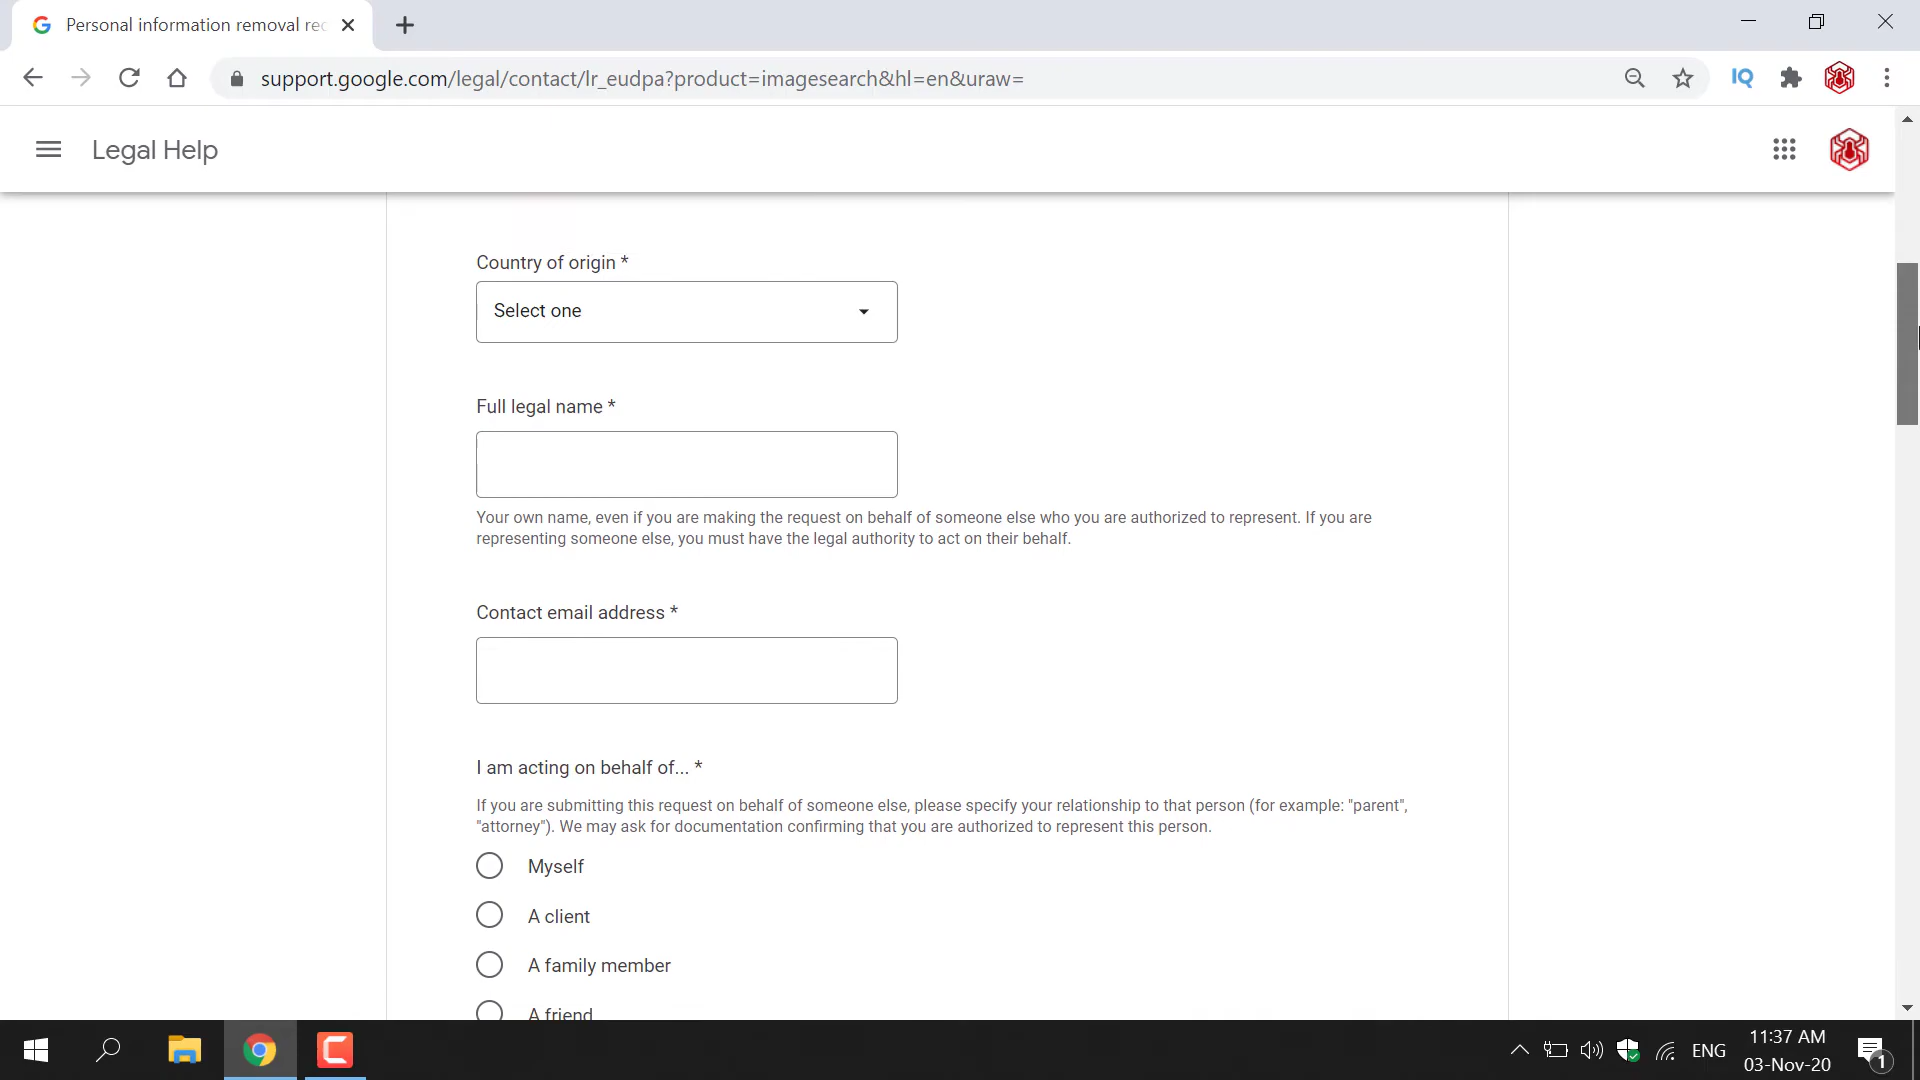 Personal information removal rec
support.google.com/legal/contact/lr_eudpa?product=imagesearch&hl=en&uraw=
IQ
Legal Help
Country of origin *
Select one
Full legal name *
Your own name, even if you are making the request on behalf of someone else who you are authorized to represent. If you are
representing someone else, you must have the legal authority to act on their behalf.
Contact email address *
I am acting on behalf of... *
If you are submitting this request on behalf of someone else, please specify your relationship to that person (for example: "parent",
"attorney"). We may ask for documentation confirming that you are authorized to represent this person.
Myself
A client
A family member
A friend
ENG
11:37 AM
03-Nov-20
1